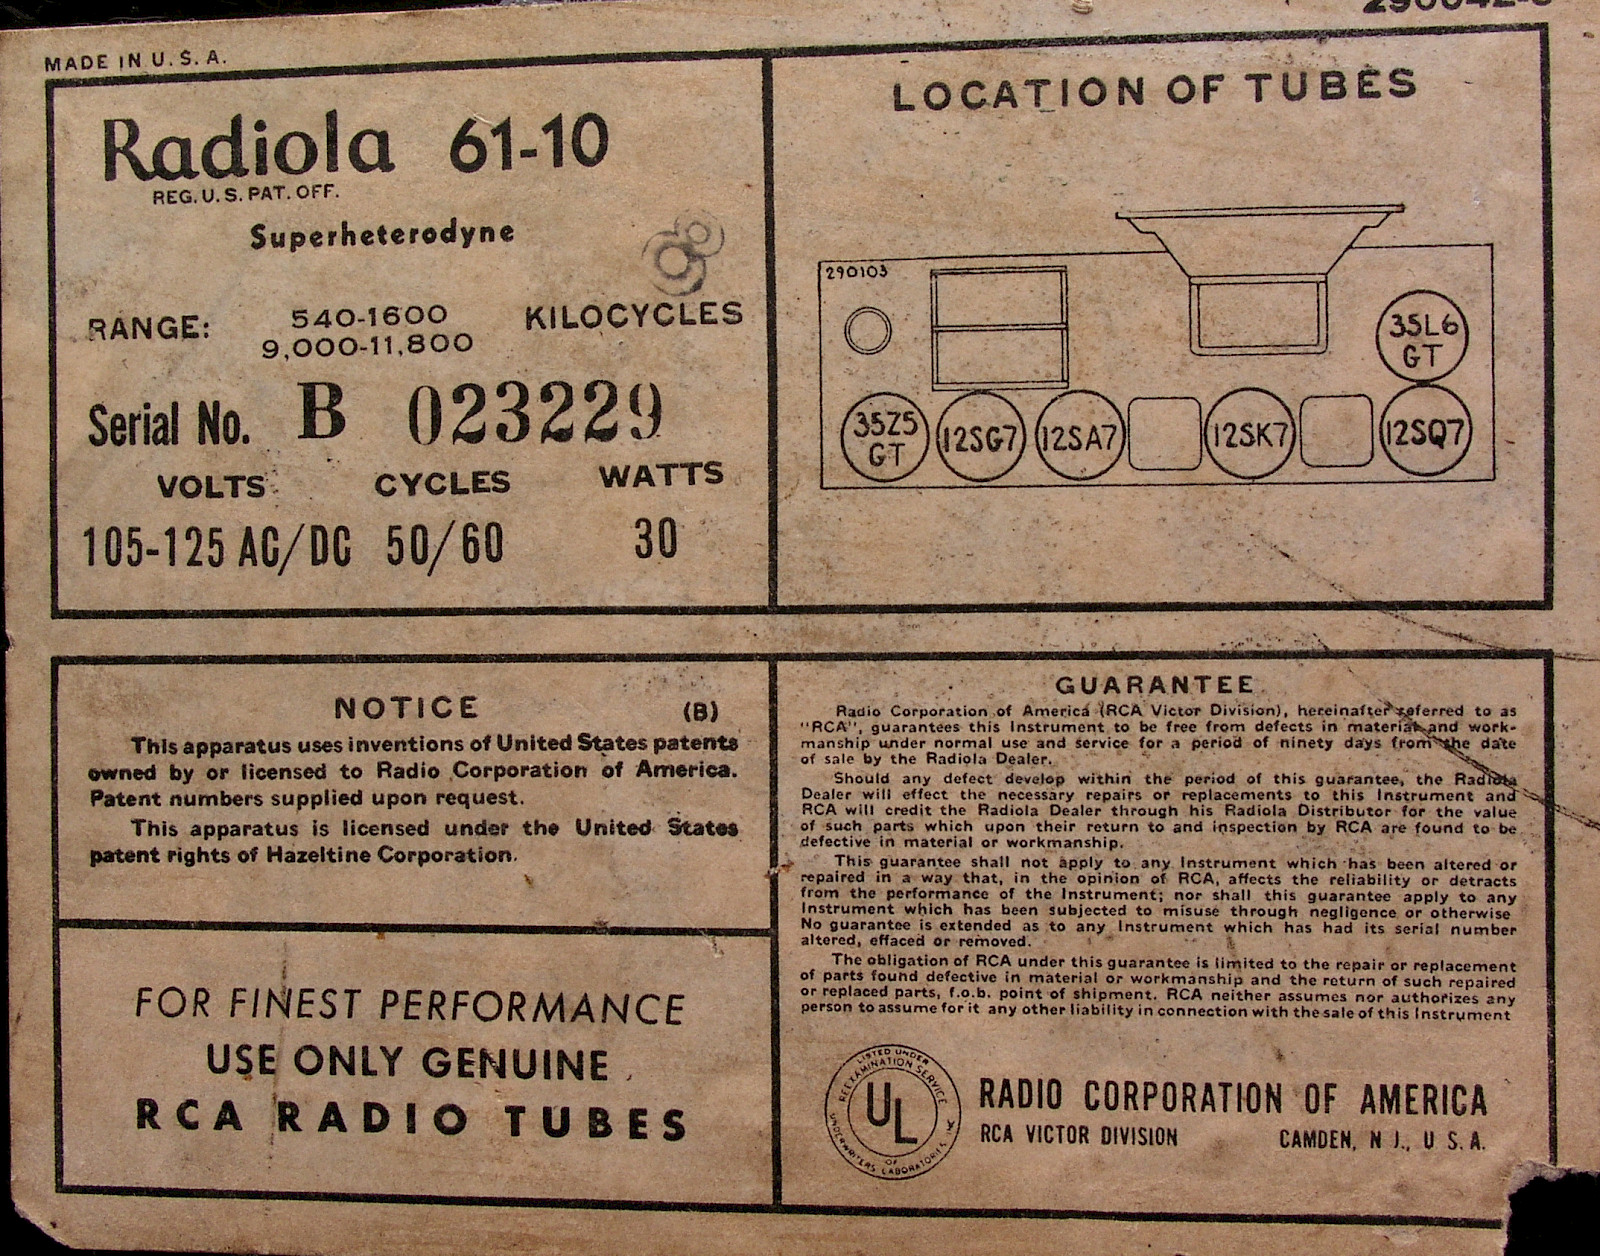 MADE IN U. S. A.
Radiola 61-10
REG. U. S. PAT. OFF.
Superheterodyne
RANGE: 540-1600 KILOCYCLES
9,000-11,800
Serial No. B 023229
VOLTS CYCLES WATTS
105-125 AC/DC 50/60 30
LOCATION OF TUBES
290103
35L6
GT
35Z5
GT
12SG7
12SA7
12SK7
12SQ7
NOTICE (B)
This apparatus uses inventions of United States patents
owned by or licensed to Radio Corporation of America.
Patent numbers supplied upon request.
This apparatus is licensed under the United States
patent rights of Hazeltine Corporation.
FOR FINEST PERFORMANCE
USE ONLY GENUINE
RCA RADIO TUBES
GUARANTEE
Radio Corporation of America (RCA Victor Division), hereinafter referred to as
"RCA", guarantees this Instrument to be free from defects in material and work-
manship under normal use and service for a period of ninety days from the date
of sale by the Radiola Dealer.
Should any defect develop within the period of this guarantee, the Radiola
Dealer will effect the necessary repairs or replacements to this Instrument and
RCA will credit the Radiola Dealer through his Radiola Distributor for the value
of such parts which upon their return to and inspection by RCA are found to be
defective in material or workmanship.
This guarantee shall not apply to any Instrument which has been altered or
repaired in a way that, in the opinion of RCA, affects the reliability or detracts
from the performance of the Instrument; nor shall this guarantee apply to any
Instrument which has been subjected to misuse through negligence or otherwise
No guarantee is extended as to any Instrument which has had its serial number
altered, effaced or removed.
The obligation of RCA under this guarantee is limited to the repair or replacement
of parts found defective in material or workmanship and the return of such repaired
or replaced parts, f.o.b. point of shipment. RCA neither assumes nor authorizes any
person to assume for it any other liability in connection with the sale of this Instrument
LISTED UNDER
REEXAMINATION SERVICE
UL
OF
UNDERWRITERS LABORATORIES INC
RADIO CORPORATION OF AMERICA
RCA VICTOR DIVISION CAMDEN, N J., U S. A.